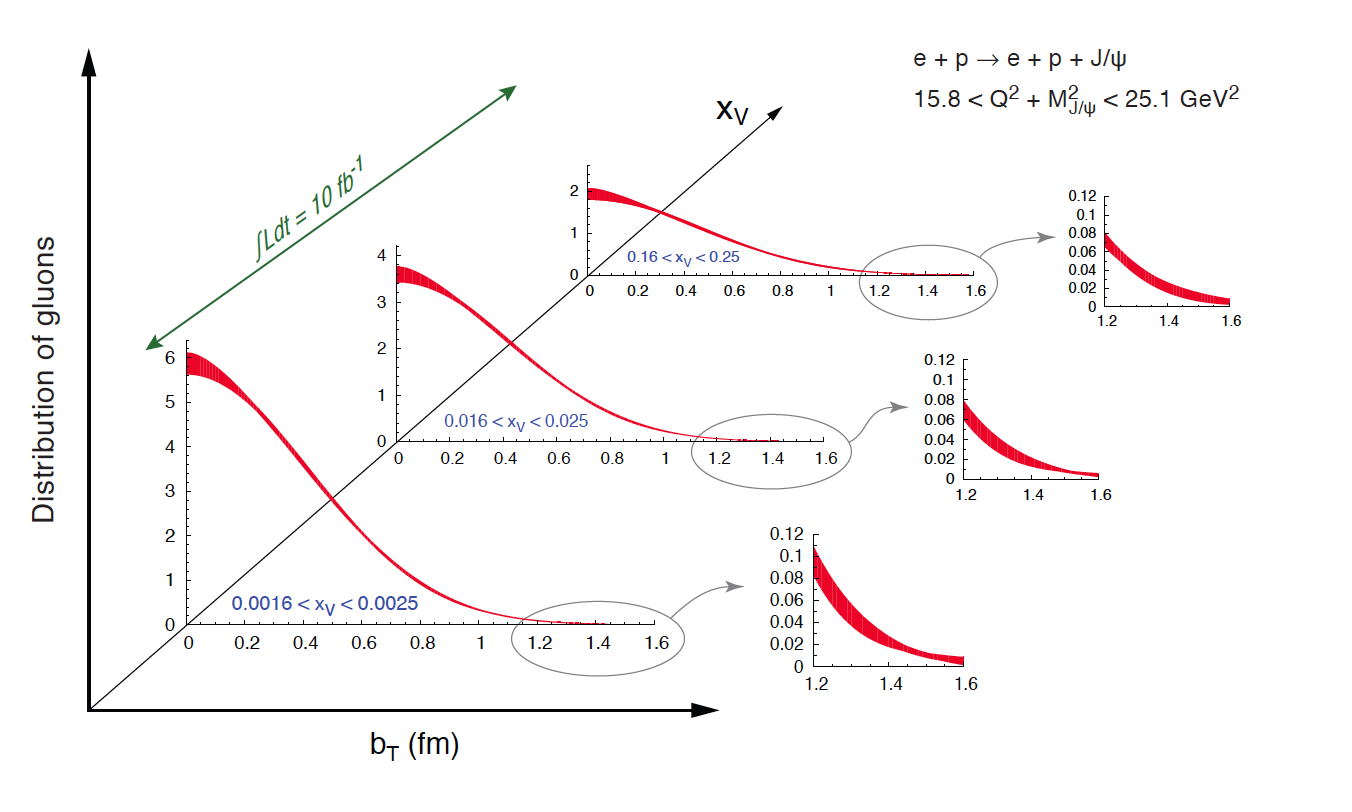 e + p → e + p + J/ψ
15.8 < Q² + M²_J/ψ < 25.1 GeV²
x_V
∫Ldt = 10 fb⁻¹
Distribution of gluons
2
1
0
0.16 < x_V < 0.25
0 0.2 0.4 0.6 0.8 1 1.2 1.4 1.6
0.12
0.1
0.08
0.06
0.04
0.02
0
1.2 1.4 1.6
4
3
2
1
0
0.016 < x_V < 0.025
0 0.2 0.4 0.6 0.8 1 1.2 1.4 1.6
0.12
0.1
0.08
0.06
0.04
0.02
0
1.2 1.4 1.6
6
5
4
3
2
1
0
0.0016 < x_V < 0.0025
0 0.2 0.4 0.6 0.8 1 1.2 1.4 1.6
0.12
0.1
0.08
0.06
0.04
0.02
0
1.2 1.4 1.6
b_T (fm)